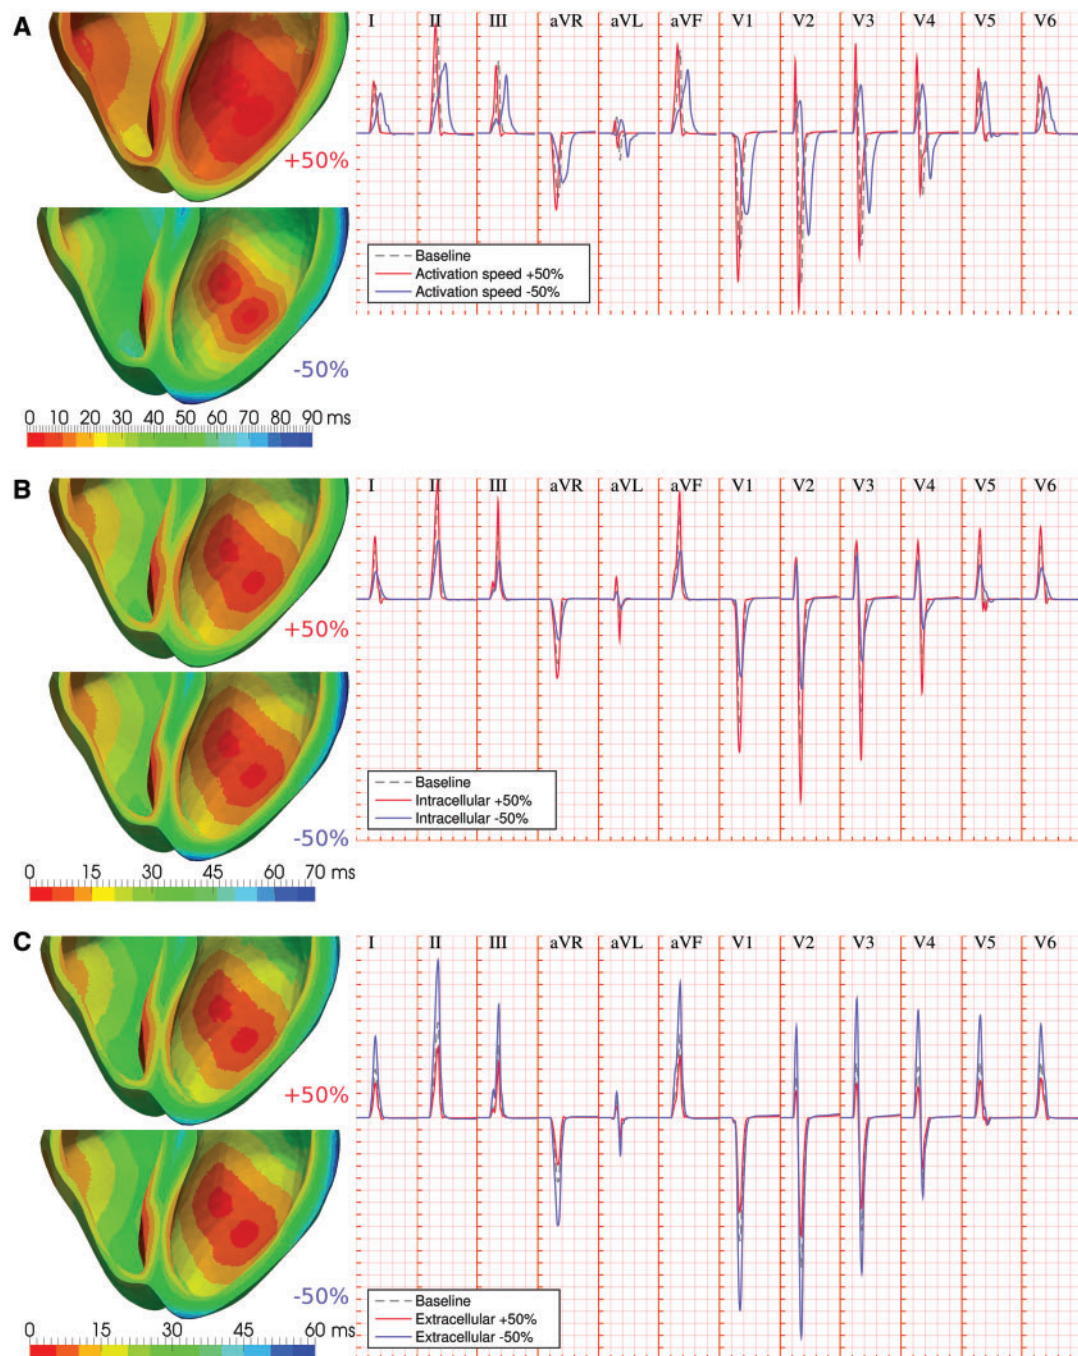 A
I II III aVR aVL aVF V1 V2 V3 V4 V5 V6
+50%
Baseline
Activation speed +50%
Activation speed -50%
-50%
0 10 20 30 40 50 60 70 80 90 ms
B
I II III aVR aVL aVF V1 V2 V3 V4 V5 V6
+50%
Baseline
Intracellular +50%
Intracellular -50%
-50%
0 15 30 45 60 70 ms
C
I II III aVR aVL aVF V1 V2 V3 V4 V5 V6
+50%
-50%
Baseline
Extracellular +50%
Extracellular -50%
0 15 30 45 60 ms